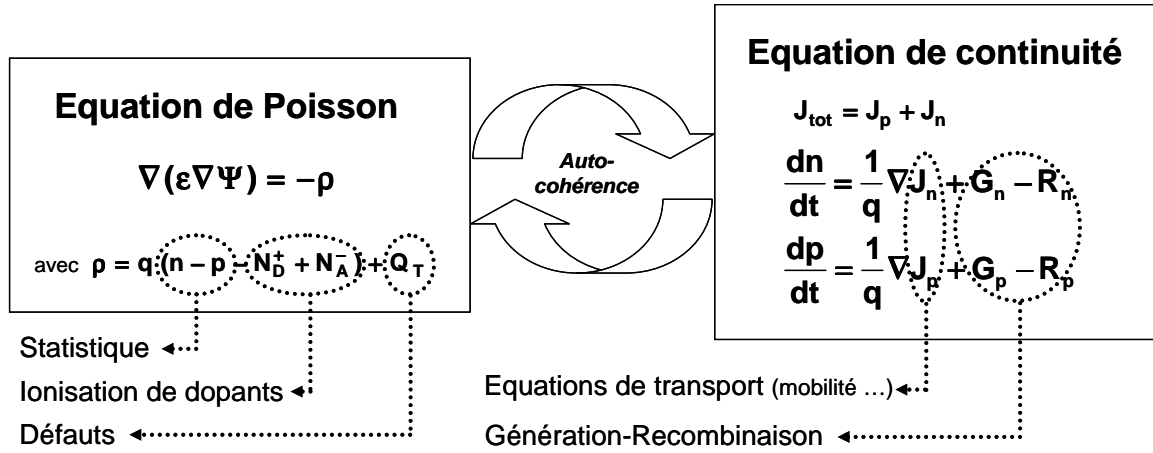 Equation de Poisson
∇(ε∇Ψ) = −ρ
avec ρ = q (n − p − N_D^+ + N_A^-) + Q_T
Statistique
Ionisation de dopants
Défauts
Auto-
cohérence
Equation de continuité
J_tot = J_p + J_n
dn/dt = 1/q ∇J_n + G_n − R_n
dp/dt = 1/q ∇J_p + G_p − R_p
Equations de transport (mobilité ...)
Génération-Recombinaison